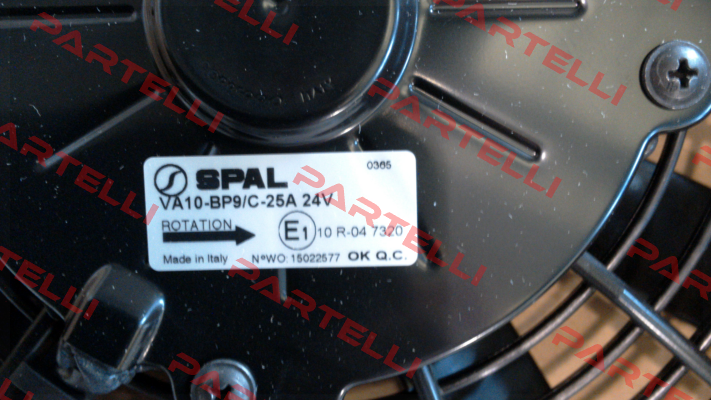 PARTELLI
0365
SPAL
VA10-BP9/C-25A 24V
ROTATION
E1 10 R-04 7320
Made in Italy N°WO:15022577 OK Q.C.